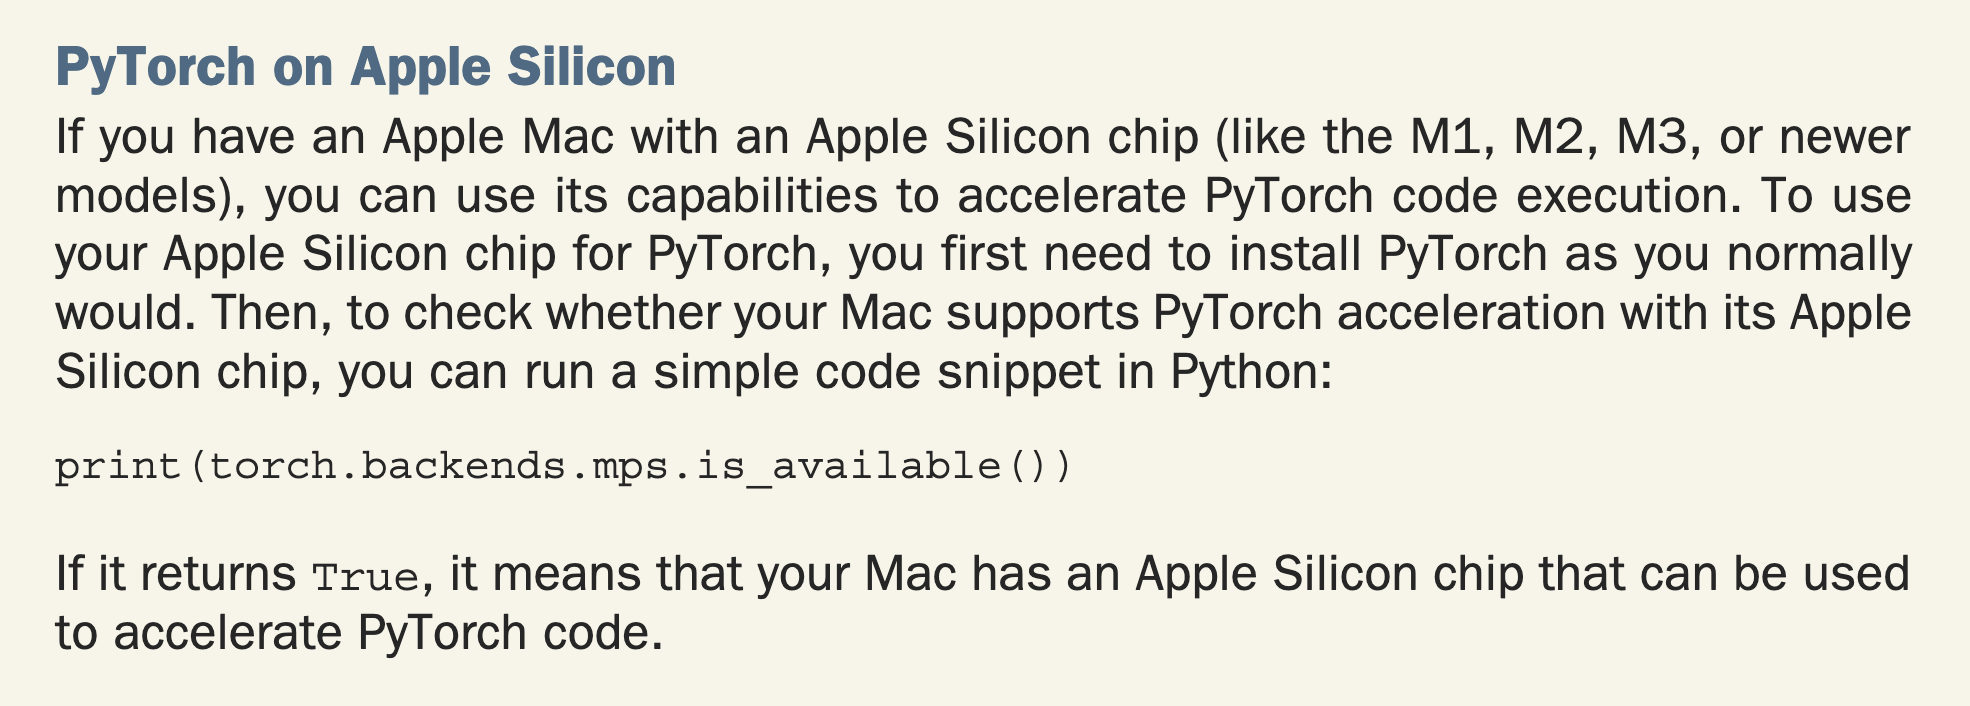 PyTorch on Apple Silicon
If you have an Apple Mac with an Apple Silicon chip (like the M1, M2, M3, or newer
models), you can use its capabilities to accelerate PyTorch code execution. To use
your Apple Silicon chip for PyTorch, you first need to install PyTorch as you normally
would. Then, to check whether your Mac supports PyTorch acceleration with its Apple
Silicon chip, you can run a simple code snippet in Python:
print(torch.backends.mps.is_available())
If it returns True, it means that your Mac has an Apple Silicon chip that can be used
to accelerate PyTorch code.